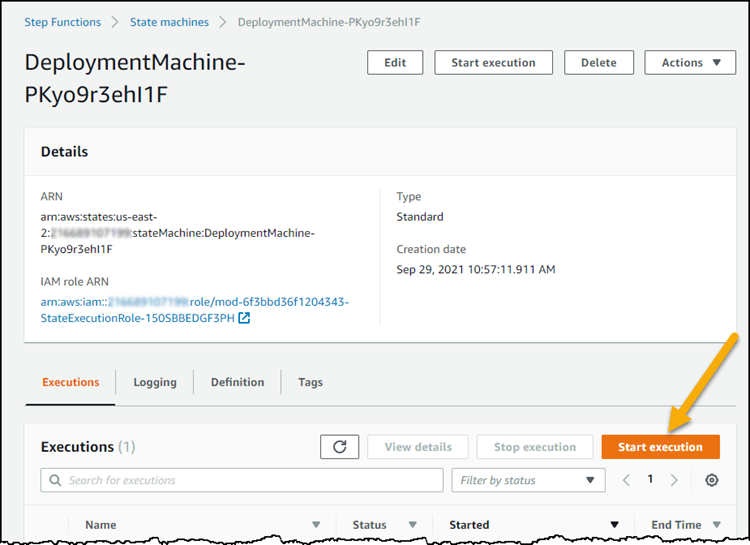 Step Functions > State machines > DeploymentMachine-PKyo9r3ehI1F
DeploymentMachine-
PKyo9r3ehI1F
Edit
Start execution
Delete
Actions
Details
ARN
arn:aws:states:us-east-
2: :stateMachine:DeploymentMachine-
PKyo9r3ehI1F
IAM role ARN
arn:aws:iam:: :role/mod-6f3bbd36f1204343-
StateExecutionRole-150SBBEDGF3PH
Type
Standard
Creation date
Sep 29, 2021 10:57:11.911 AM
Executions
Logging
Definition
Tags
Executions (1)
View details
Stop execution
Start execution
Search for executions
Filter by status
1
Name
Status
Started
End Time